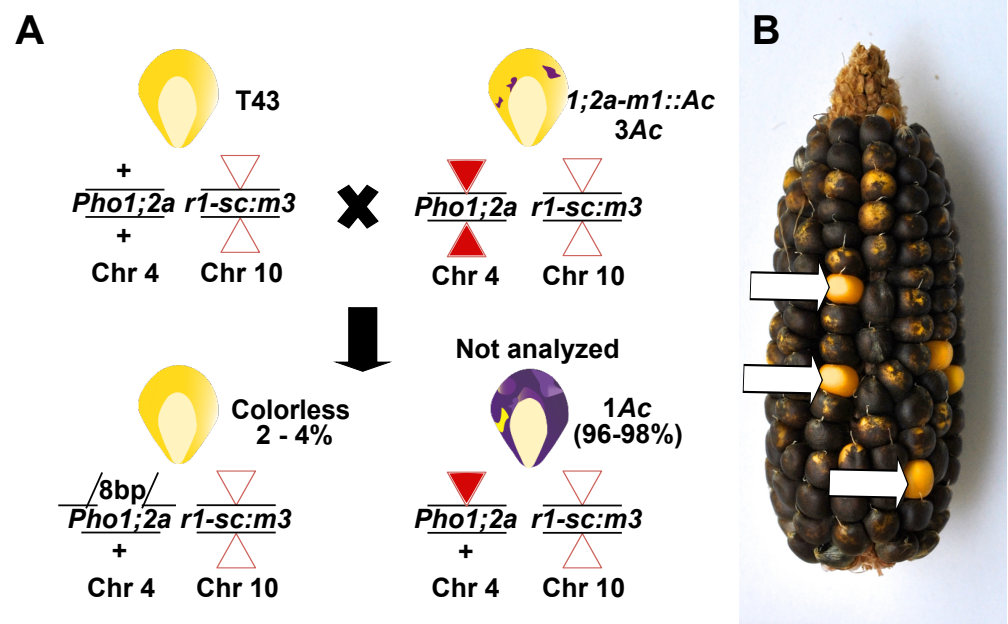 A
B
T43
1;2a-m1::Ac
3Ac
+
Pho1;2a r1-sc:m3
+
Chr 4 Chr 10
Pho1;2a r1-sc:m3
Chr 4 Chr 10
Not analyzed
Colorless
2 - 4%
1Ac
(96-98%)
8bp
Pho1;2a r1-sc:m3
+
Chr 4 Chr 10
Pho1;2a r1-sc:m3
+
Chr 4 Chr 10